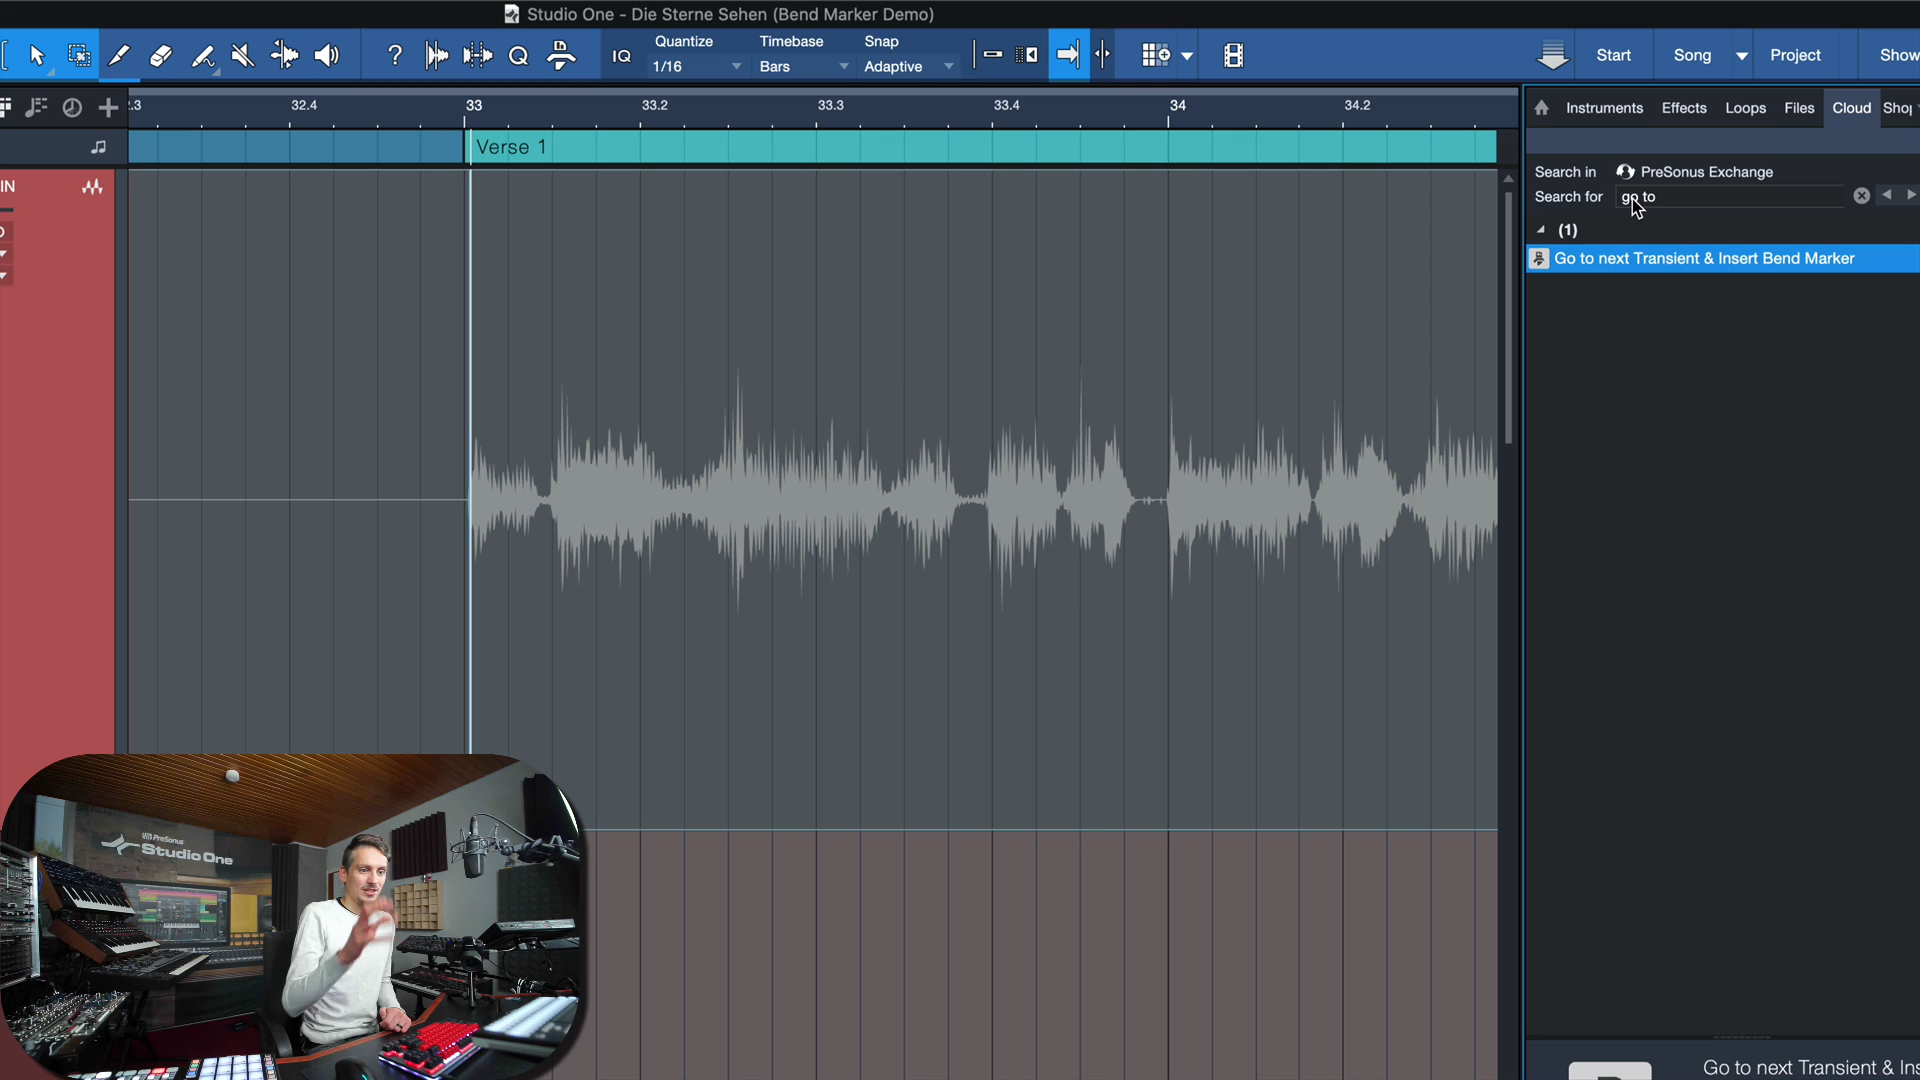 Studio One - Die Sterne Sehen (Bend Marker Demo)
IQ
Quantize
1/16
Timebase
Bars
Snap
Adaptive
Start
Song
Project
Show
.3
32.4
33
33.2
33.3
33.4
34
34.2
Instruments
Effects
Loops
Files
Cloud
Shop
Verse 1
IN
Search in
PreSonus Exchange
Search for
go to
(1)
Go to next Transient & Insert Bend Marker
PreSonus
Studio One
Go to next Transient & Ins